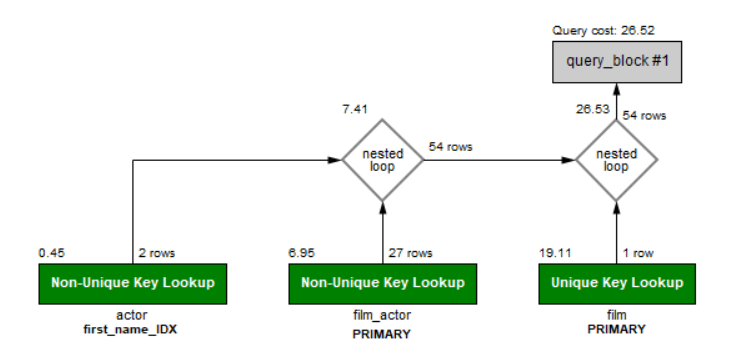 Query cost: 26.52
query_block #1
7.41
26.53
54 rows
nested
loop
54 rows
nested
loop
0.45
2 rows
6.95
27 rows
19.11
1 row
Non-Unique Key Lookup
Non-Unique Key Lookup
Unique Key Lookup
actor
first_name_IDX
film_actor
PRIMARY
film
PRIMARY